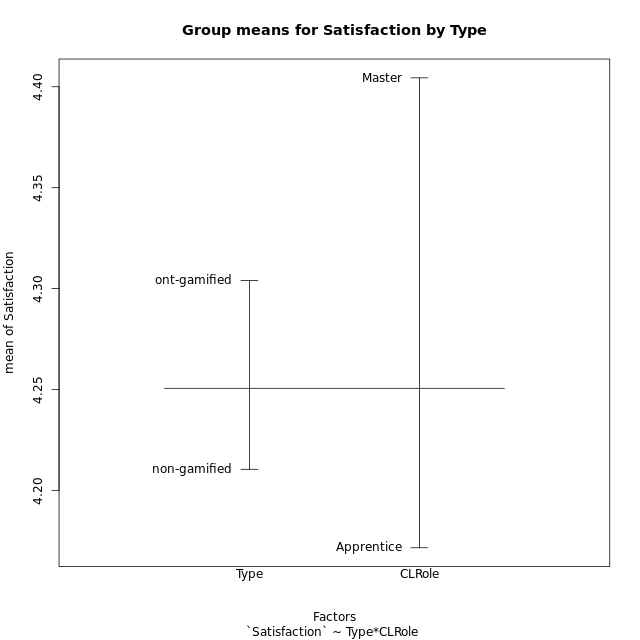 Group means for Satisfaction by Type
mean of Satisfaction
4.40
4.35
4.30
4.25
4.20
Master
ont-gamified
non-gamified
Apprentice
Type
CLRole
Factors
`Satisfaction` ~ Type*CLRole